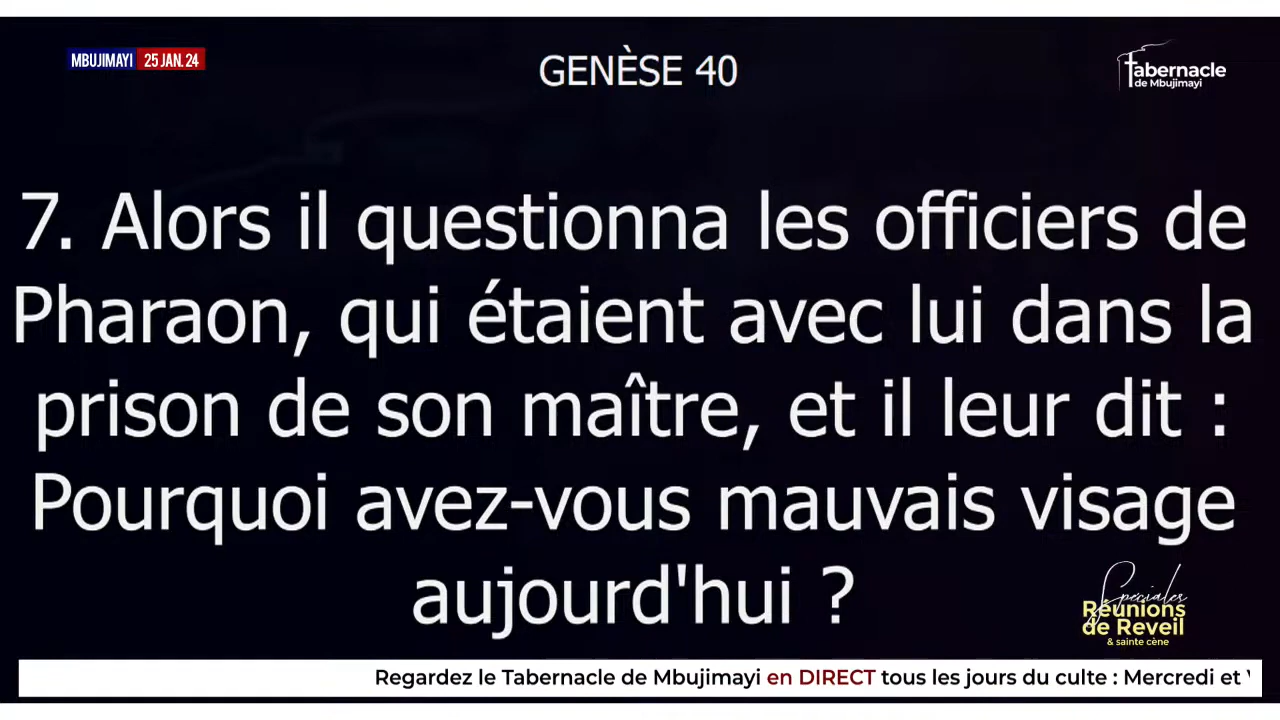 MBUJIMAYI 25 JAN. 24
GENÈSE 40
Tabernacle
de Mbujimayi
7. Alors il questionna les officiers de
Pharaon, qui étaient avec lui dans la
prison de son maître, et il leur dit :
Pourquoi avez-vous mauvais visage
aujourd'hui ?
Spéciales
Réunions
de Reveil
& sainte cène
Regardez le Tabernacle de Mbujimayi en DIRECT tous les jours du culte : Mercredi et